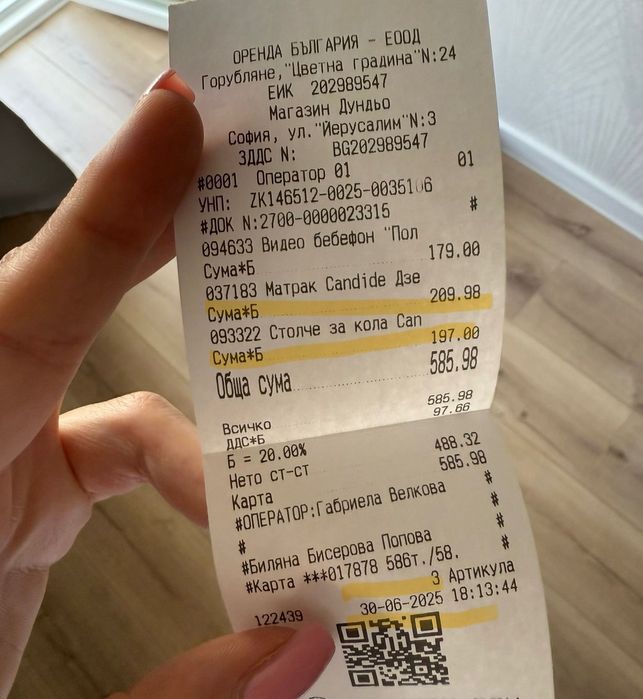 ОРЕНДА БЪЛГАРИЯ - ЕООД
Горубляне,"Цветна градина"N:24
ЕИК 202989547
Магазин Дундьо
София, ул."Йерусалим"N:3
ЗДДС N: BG202989547
#0001 Оператор 01 01
УНП: ZK146512-0025-0035106
#ДОК N:2700-0000023315 #
094633 Видео бебефон "Пол
Сума*Б 179.00
037183 Матрак Candide Дзе
Сума*Б 209.98
093322 Столче за кола Can
Сума*Б 197.00
Обща сума 585.98
Всичко 585.98
ДДС*Б 97.66
Б = 20.00%
Нето ст-ст 488.32
Карта 585.98
#ОПЕРАТОР:Габриела Велкова #
# #
#Биляна Бисерова Попова #
#Карта ***017878 586т./58. #
3 Артикула
122439 30-06-2025 18:13:44